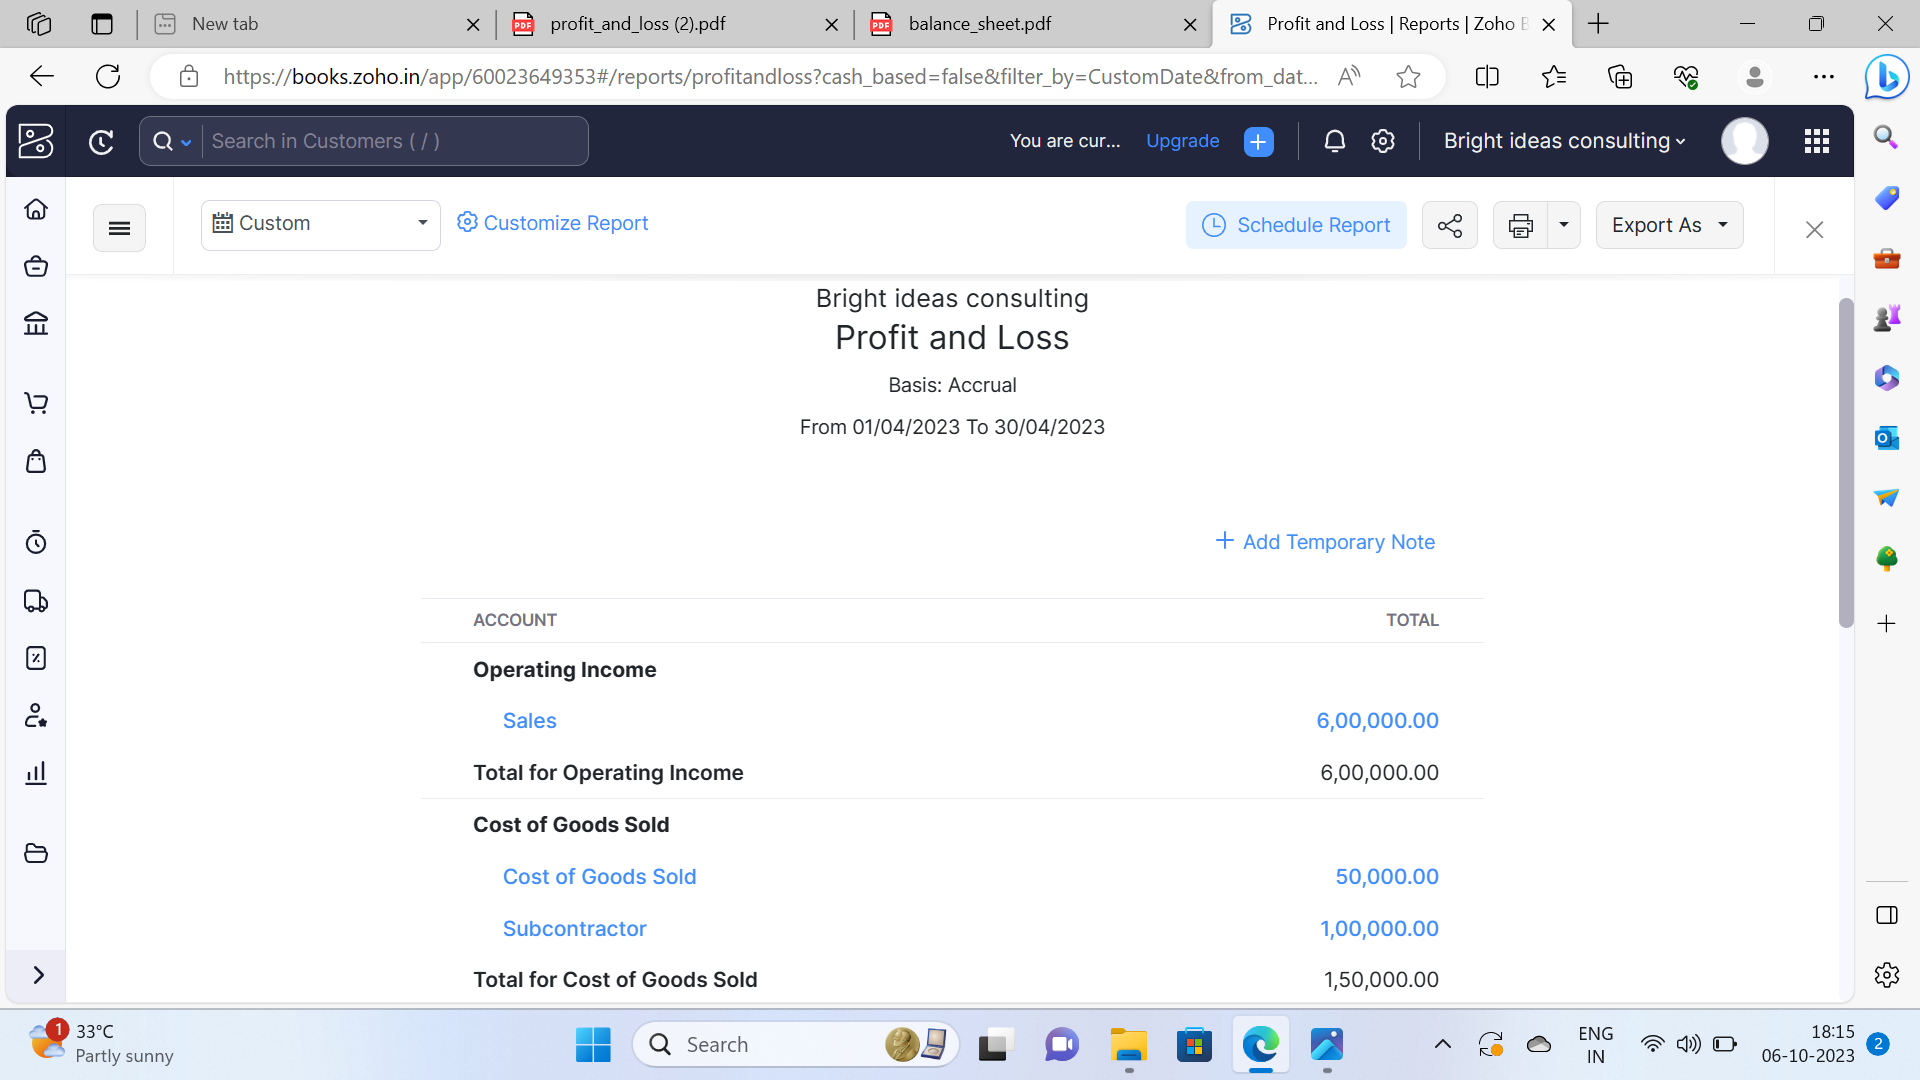 New tab
profit_and_loss (2).pdf
balance_sheet.pdf
Profit and Loss | Reports | Zoho B
https://books.zoho.in/app/60023649353#/reports/profitandloss?cash_based=false&filter_by=CustomDate&from_dat...
Search in Customers ( / )
You are cur...
Upgrade
Bright ideas consulting
Custom
Customize Report
Schedule Report
Export As
Bright ideas consulting
Profit and Loss
Basis: Accrual
From 01/04/2023 To 30/04/2023
Add Temporary Note
ACCOUNT TOTAL
Operating Income
Sales 6,00,000.00
Total for Operating Income 6,00,000.00
Cost of Goods Sold
Cost of Goods Sold 50,000.00
Subcontractor 1,00,000.00
Total for Cost of Goods Sold 1,50,000.00
1
33°C
Partly sunny
Search
ENG
IN
18:15
06-10-2023
2